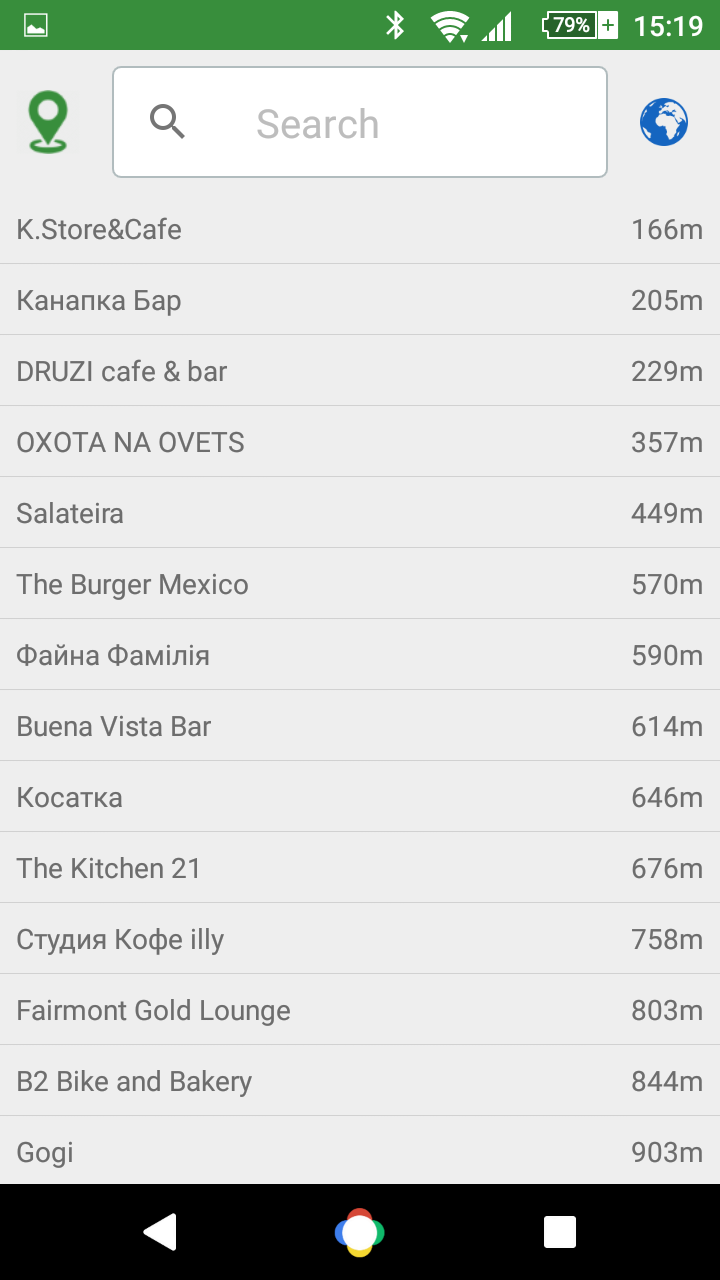 79% 15:19
Search
K.Store&Cafe 166m
Канапка Бар 205m
DRUZI cafe & bar 229m
OXOTA NA OVETS 357m
Salateira 449m
The Burger Mexico 570m
Файна Фамілія 590m
Buena Vista Bar 614m
Косатка 646m
The Kitchen 21 676m
Студия Кофе illy 758m
Fairmont Gold Lounge 803m
B2 Bike and Bakery 844m
Gogi 903m